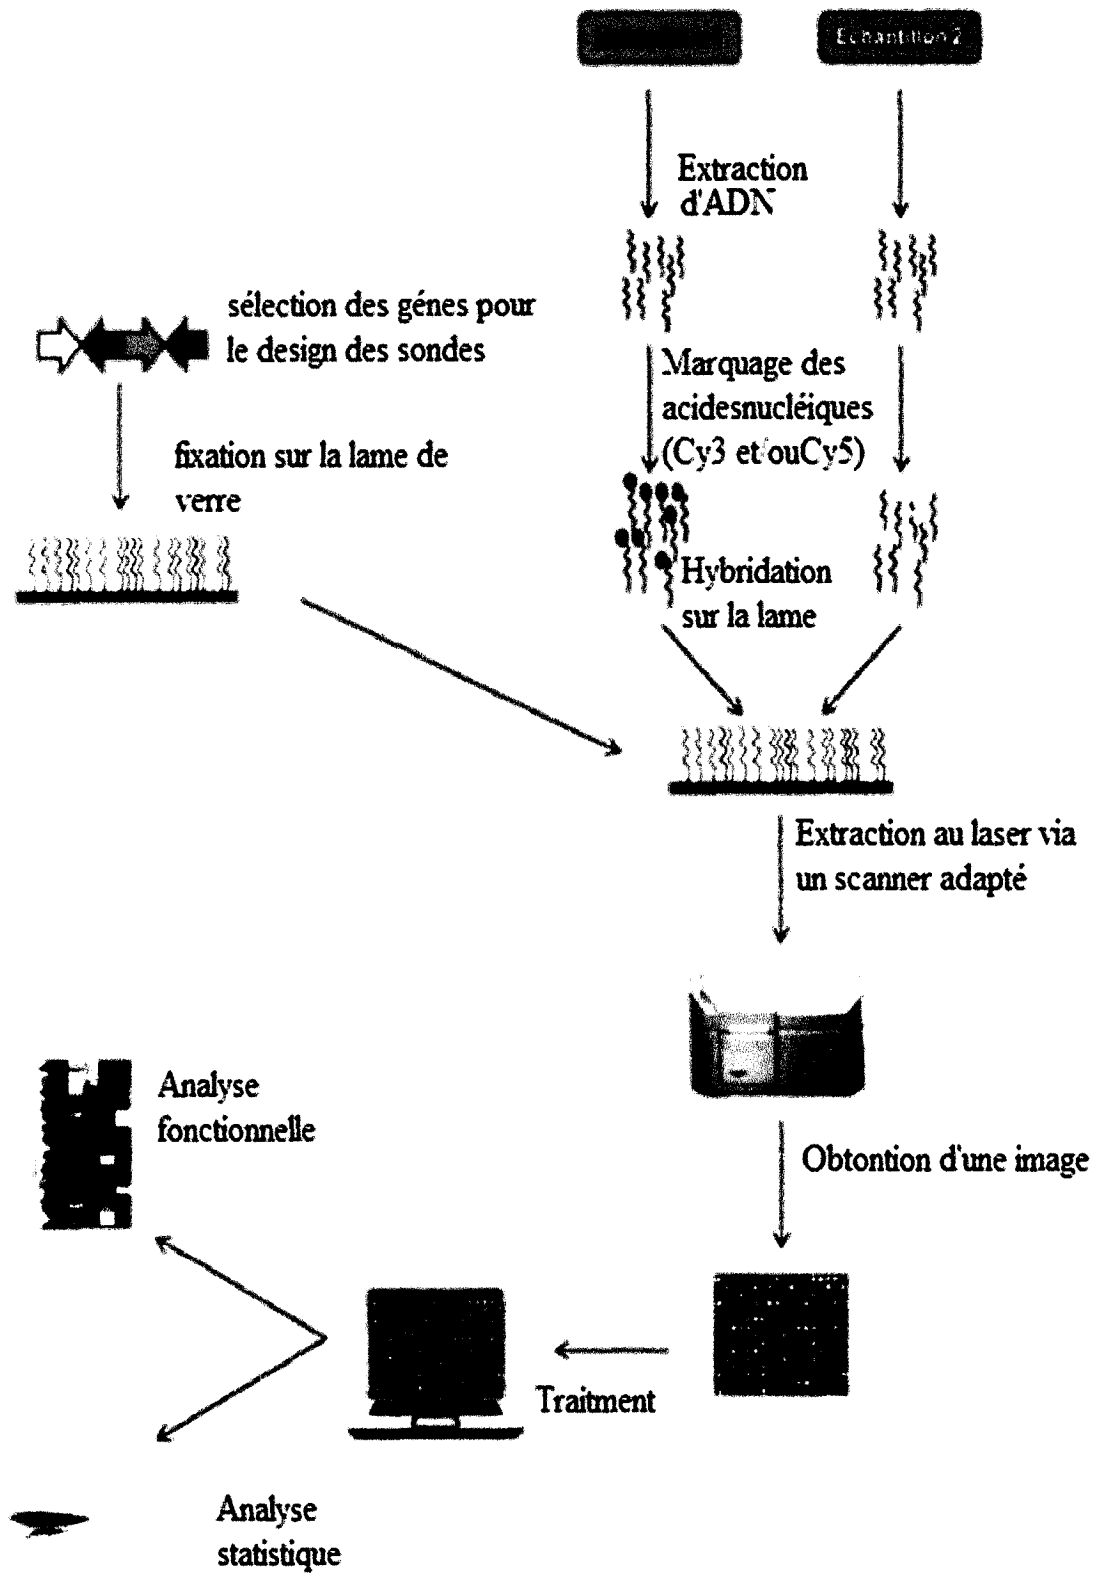 Echantillon 2
Extraction
d'ADN
sélection des génes pour
le design des sondes
Marquage des
acidesnucléiques
(Cy3 et/ouCy5)
fixation sur la lame de
verre
Hybridation
sur la lame
Extraction au laser via
un scanner adapté
Analyse
fonctionnelle
Obtontion d'une image
Traitment
Analyse
statistique